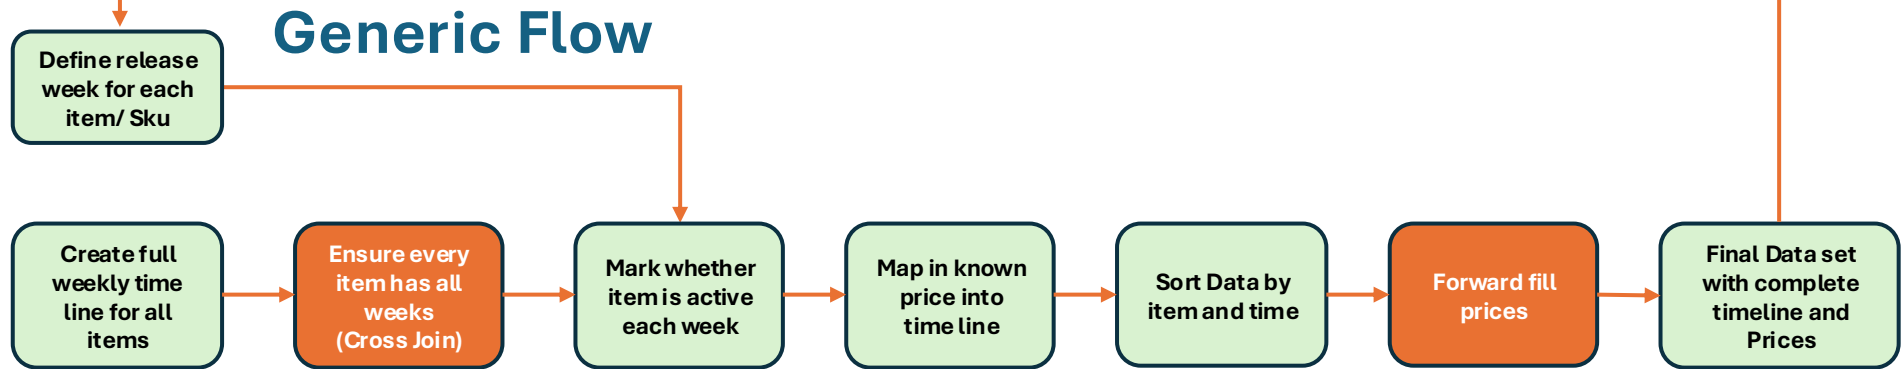 Generic Flow
Define release
week for each
item/ Sku
Create full
weekly time
line for all
items
Ensure every
item has all
weeks
(Cross Join)
Mark whether
item is active
each week
Map in known
price into
time line
Sort Data by
item and time
Forward fill
prices
Final Data set
with complete
timeline and
Prices